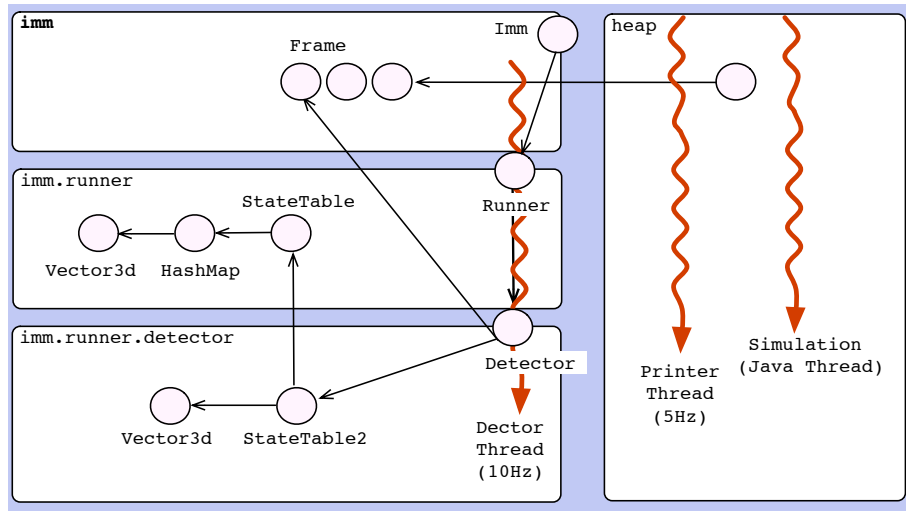 imm
Imm
Frame
heap
imm.runner
StateTable
Runner
Vector3d HashMap
imm.runner.detector
Detector
Simulation
(Java Thread)
Printer
Thread
(5Hz)
Vector3d StateTable2
Dector
Thread
(10Hz)